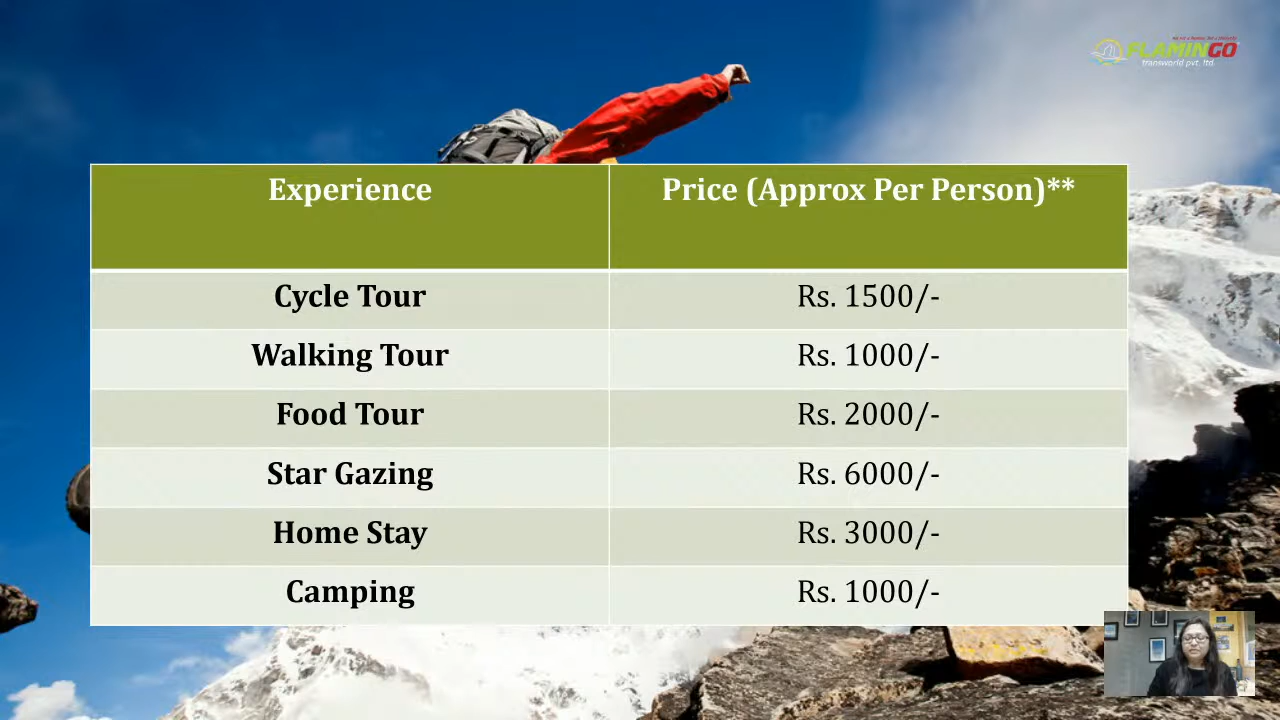 FLAMINGO
transworld pvt. ltd.
Experience Price (Approx Per Person)**
Cycle Tour Rs. 1500/-
Walking Tour Rs. 1000/-
Food Tour Rs. 2000/-
Star Gazing Rs. 6000/-
Home Stay Rs. 3000/-
Camping Rs. 1000/-